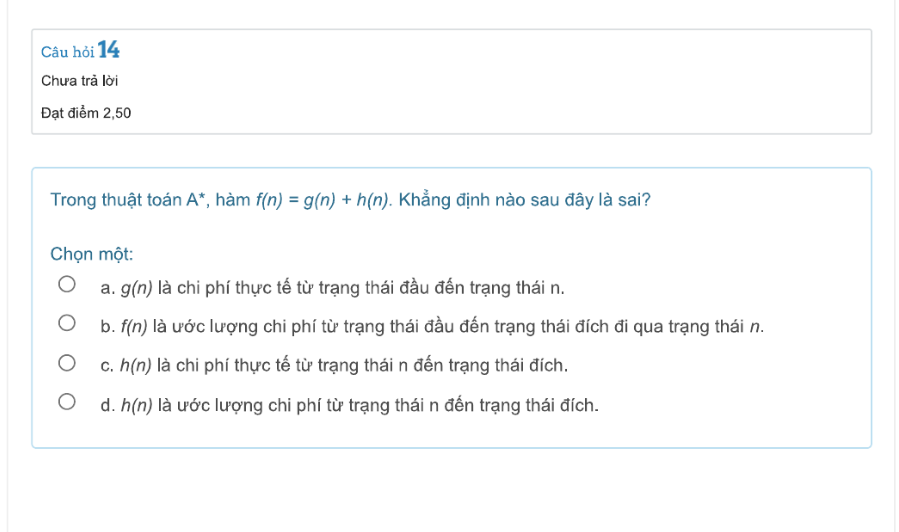 Câu hỏi 14
Chưa trả lời
Đạt điểm 2,50
Trong thuật toán A*, hàm f(n) = g(n) + h(n). Khẳng định nào sau đây là sai?
Chọn một:
a. g(n) là chi phí thực tế từ trạng thái đầu đến trạng thái n.
b. f(n) là ước lượng chi phí từ trạng thái đầu đến trạng thái đích đi qua trạng thái n.
c. h(n) là chi phí thực tế từ trạng thái n đến trạng thái đích.
d. h(n) là ước lượng chi phí từ trạng thái n đến trạng thái đích.